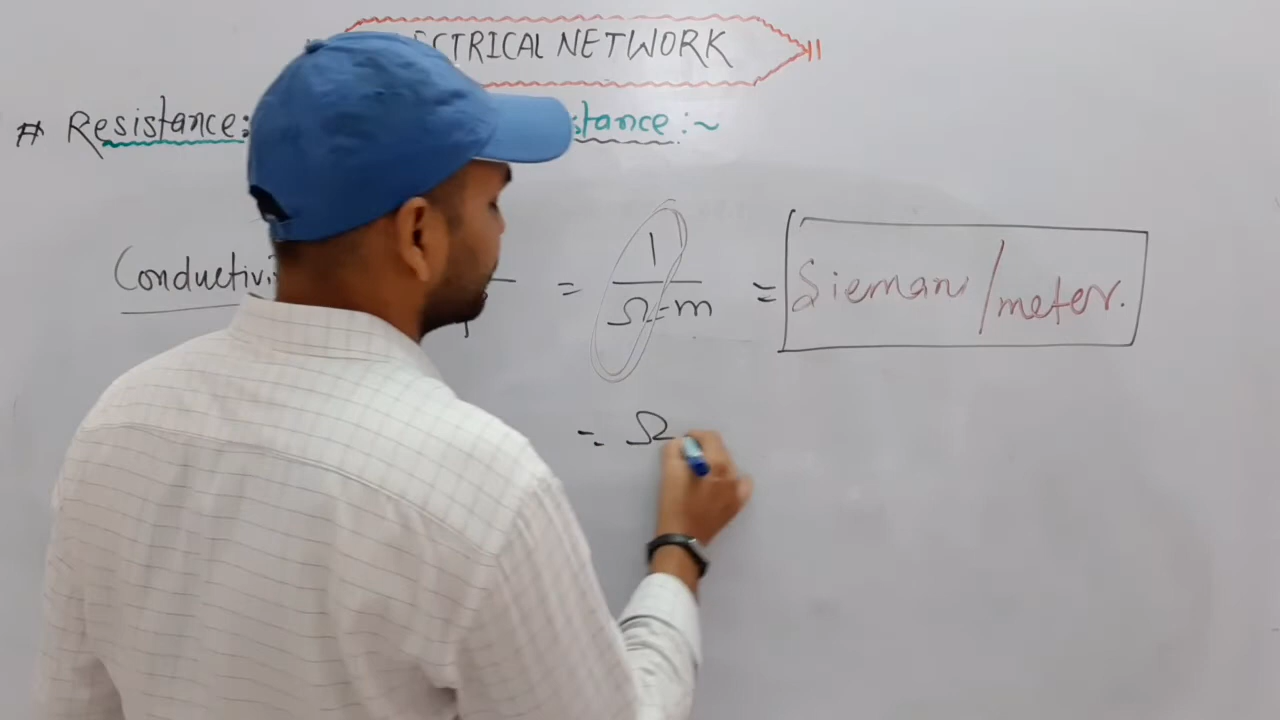 CTRICAL NETWORK
# Resistance: stance :~
Conductivi = 1 / Ω-m = Sieman/meter.
= Ω